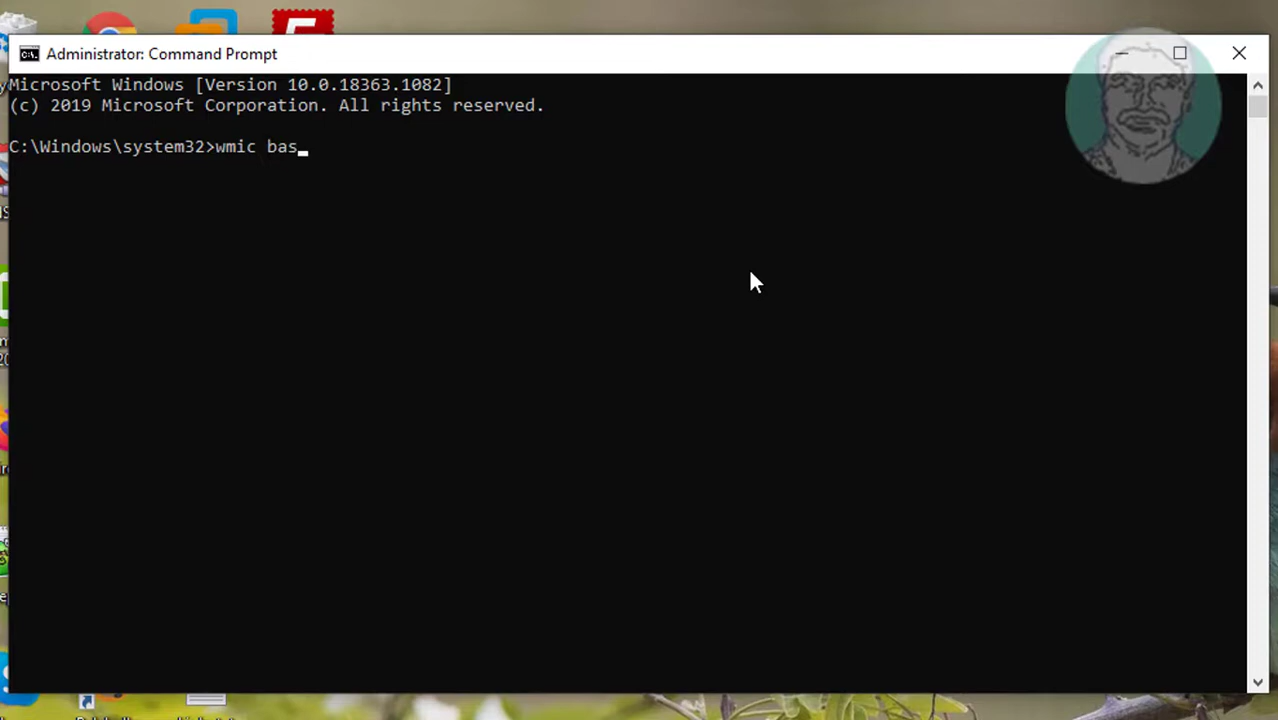 Administrator: Command Prompt
Microsoft Windows [Version 10.0.18363.1082]
(c) 2019 Microsoft Corporation. All rights reserved.
C:\Windows\system32>wmic bas